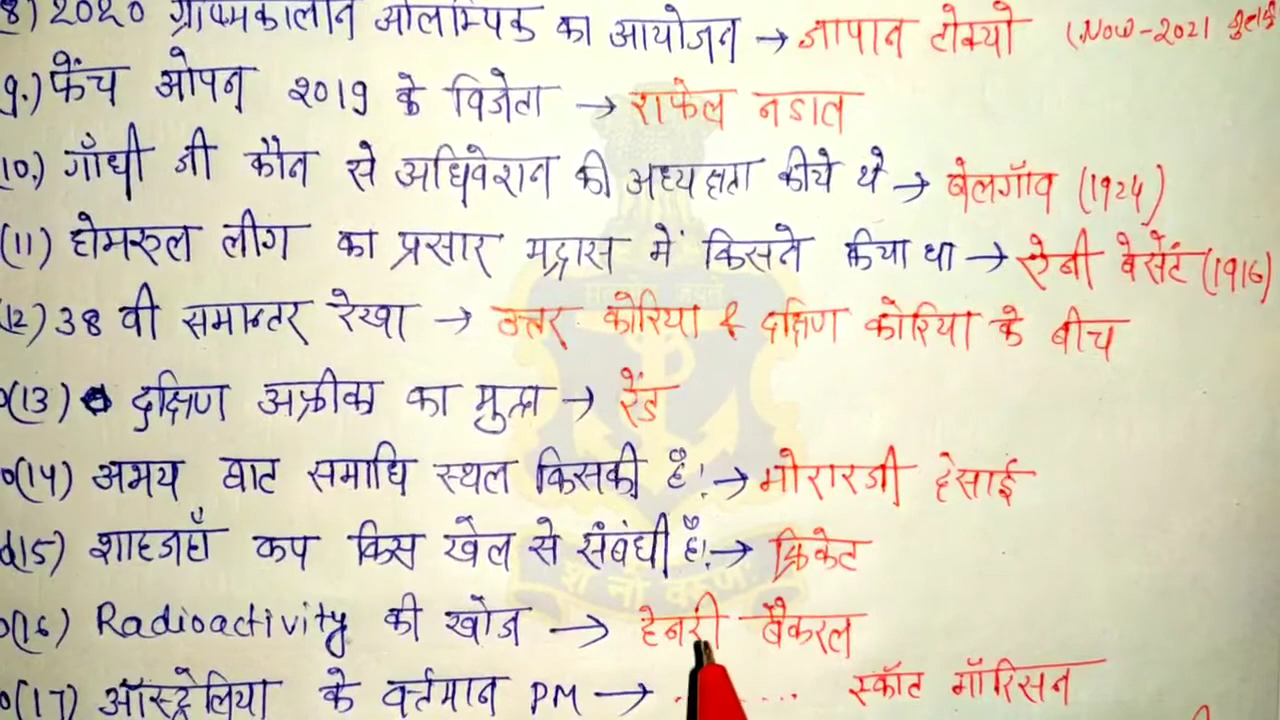 8) 2020 ग्रीष्मकालीन ओलम्पिक का आयोजन → जापान टोक्यो (Now-2021
9.) फ्रेंच ओपन 2019 के विजेता → राफेल नडाल
(10.) गाँधी जी कौन से अधिवेशन की अध्यक्षता कीये थे → बेलगॉव (1924)
(11) होमरुल लीग का प्रसार मद्रास में किसने कीया था → ऐनी बेसेंट (1916)
(12) 38 वी समान्तर रेखा → उत्तर कोरिया & दक्षिण कोरिया के बीच
(13) दक्षिण अफ्रीका का मुद्रा → रेंड
(14) अभय घाट समाधि स्थल किसकी है! → मोरारजी देसाई
(15) शाहजहाँ कप किस खेल से संबंधी है! → क्रिकेट
(16) Radioactivity की खोज → हेनरी बैकरल
(17) ऑस्ट्रेलिया के वर्तमान PM → ........ स्कॉट मॉरिसन
श नो वरुणः